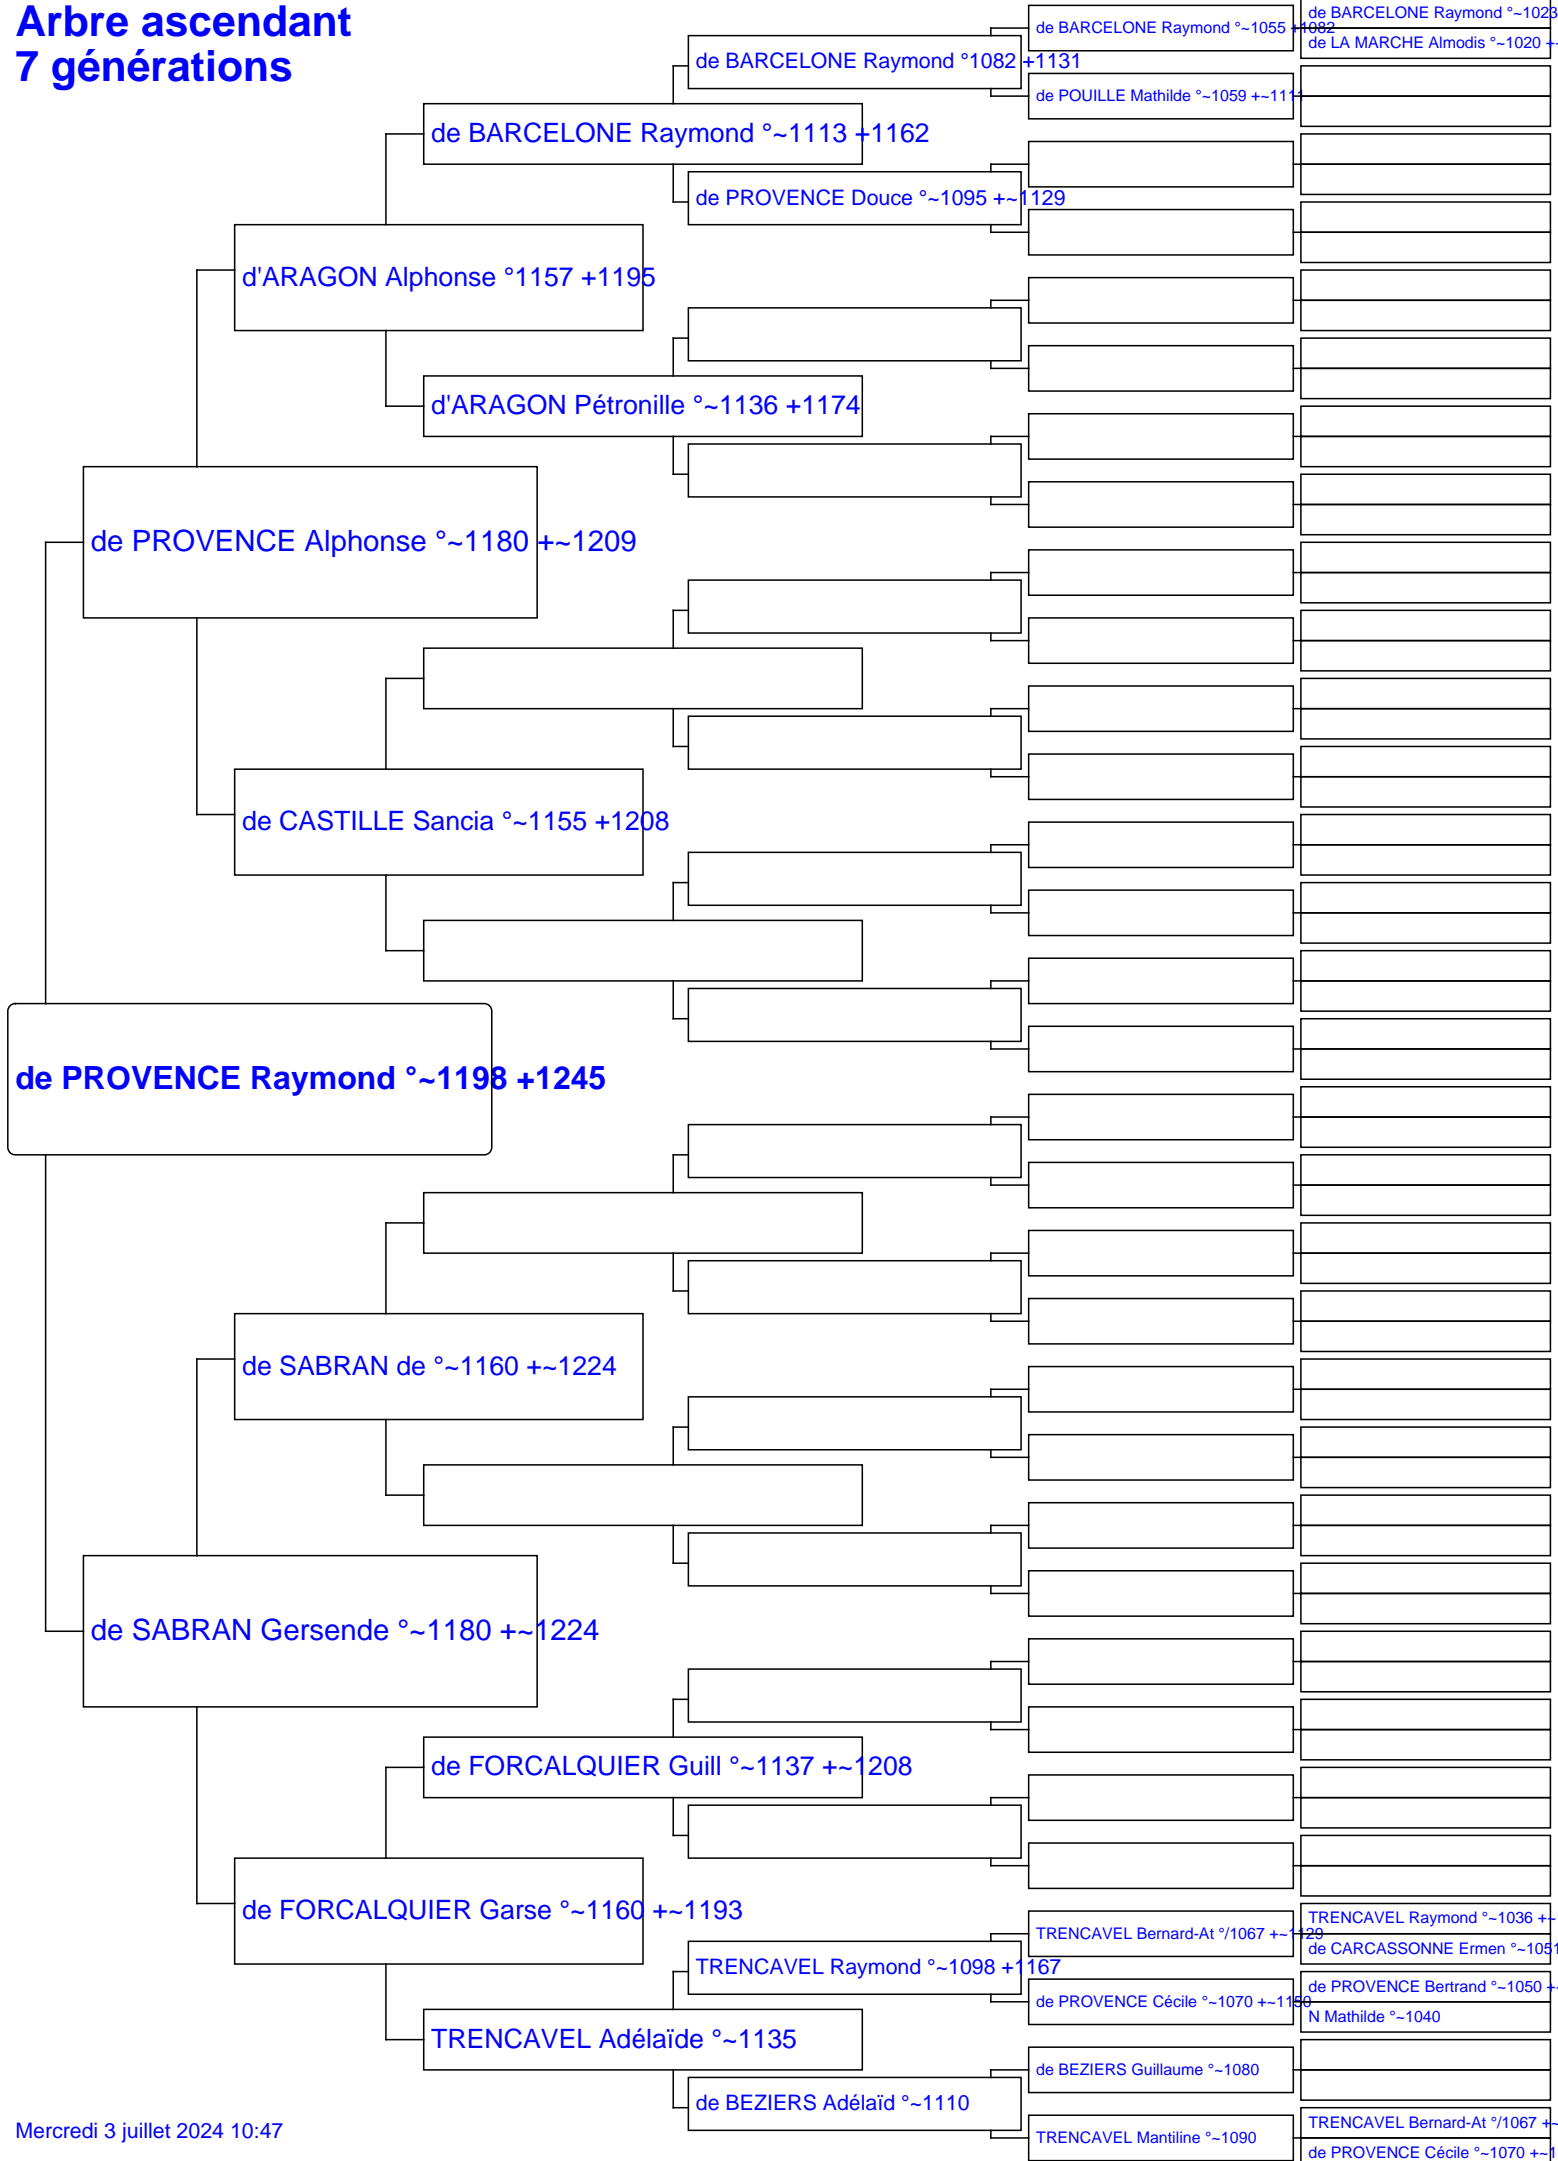 Arbre ascendant
7 générations
de BARCELONE Raymond °~1023
de BARCELONE Raymond °~1055 +1082
de LA MARCHE Almodis °~1020 +~
de BARCELONE Raymond °1082 +1131
de POUILLE Mathilde °~1059 +~1111
de BARCELONE Raymond °~1113 +1162
de PROVENCE Douce °~1095 +~1129
d'ARAGON Alphonse °1157 +1195
d'ARAGON Pétronille °~1136 +1174
de PROVENCE Alphonse °~1180 +~1209
de CASTILLE Sancia °~1155 +1208
de PROVENCE Raymond °~1198 +1245
de SABRAN de °~1160 +~1224
de SABRAN Gersende °~1180 +~1224
de FORCALQUIER Guill °~1137 +~1208
de FORCALQUIER Garse °~1160 +~1193
TRENCAVEL Raymond °~1036 +~
TRENCAVEL Bernard-At °/1067 +~1129
de CARCASSONNE Ermen °~1051
TRENCAVEL Raymond °~1098 +1167
de PROVENCE Bertrand °~1050 +~
de PROVENCE Cécile °~1070 +~1150
N Mathilde °~1040
TRENCAVEL Adélaïde °~1135
de BEZIERS Guillaume °~1080
de BEZIERS Adélaïd °~1110
TRENCAVEL Bernard-At °/1067 +~
TRENCAVEL Mantiline °~1090
de PROVENCE Cécile °~1070 +~1
Mercredi 3 juillet 2024 10:47